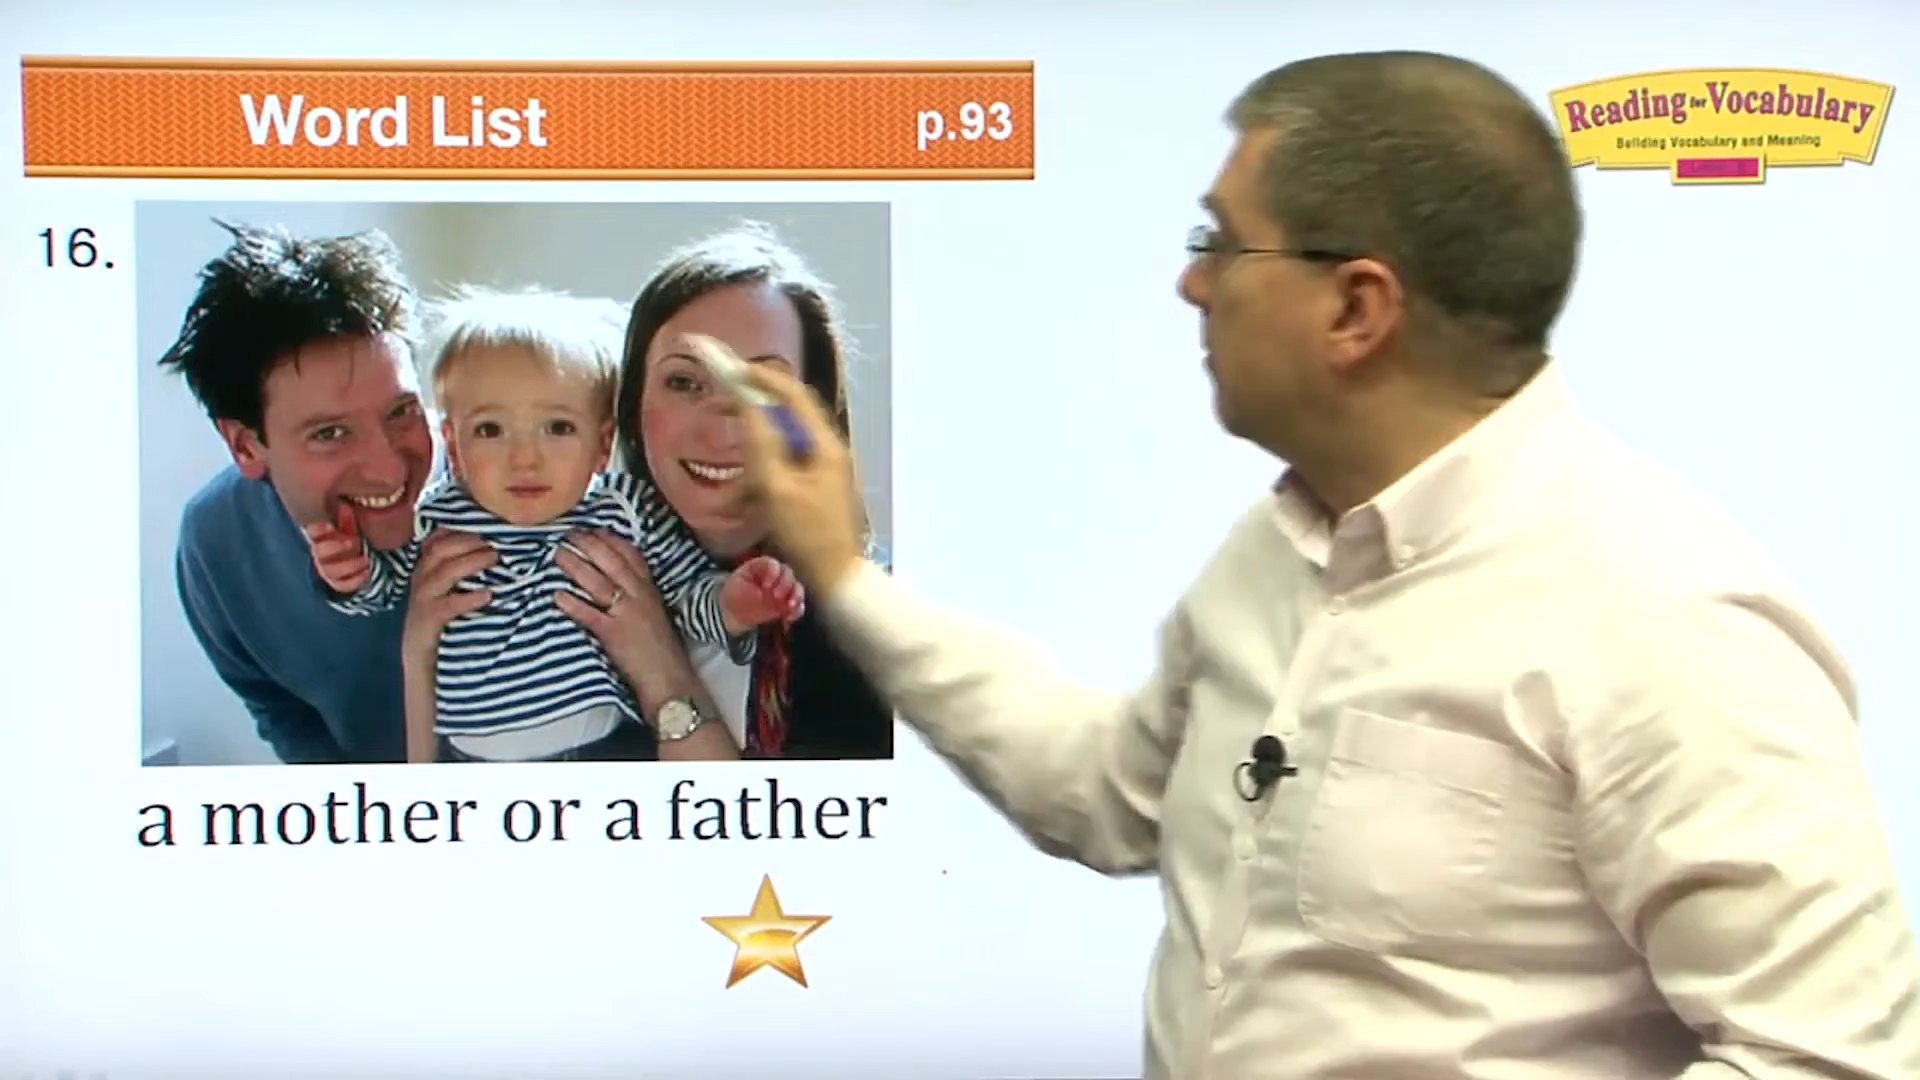 Word List
p.93
Reading for Vocabulary
Building Vocabulary and Meaning
16.
a mother or a father